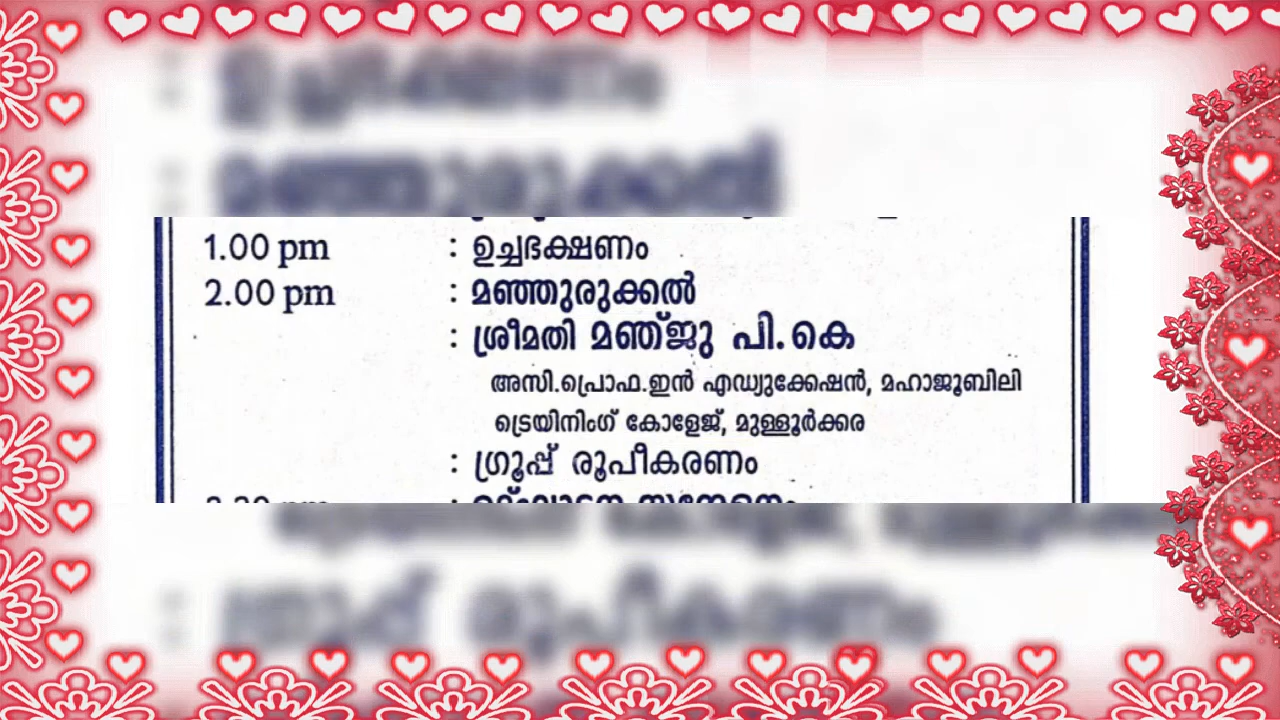 1.00 pm : ഉച്ചഭക്ഷണം
2.00 pm : മഞ്ഞുരുക്കൽ
: ശ്രീമതി മഞ്ജു പി.കെ
അസി.പ്രൊഫ.ഇൻ എഡ്യുക്കേഷൻ, മഹാജൂബിലി
ട്രെയിനിംഗ് കോളേജ്, മുള്ളൂർക്കര
: ഗ്രൂപ്പ് രൂപീകരണം